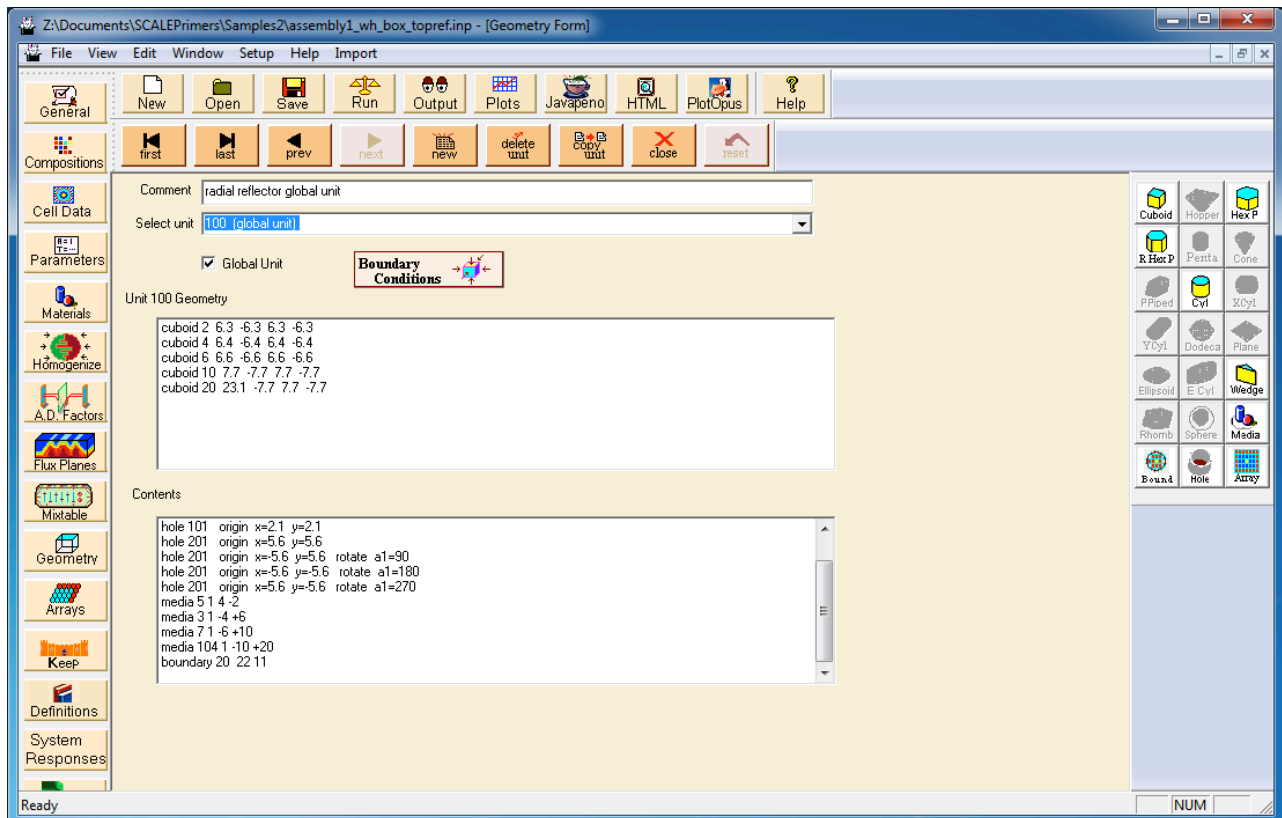 Z:\Documents\SCALEPrimers\Samples2\assembly1_wh_box_topref.inp - [Geometry Form]
File View Edit Window Setup Help Import
General
New Open Save Run Output Plots Javapeno HTML PlotOpus Help
Compositions
first last prev next new delete unit copy unit close reset
Cell Data
Parameters
Materials
Homogenize
A.D. Factors
Flux Planes
Mixtable
Geometry
Arrays
Keep
Definitions
System
Responses
Comment radial reflector global unit
Select unit 100 (global unit)
Global Unit
Boundary
Conditions
Unit 100 Geometry
cuboid 2 6.3 -6.3 6.3 -6.3
cuboid 4 6.4 -6.4 6.4 -6.4
cuboid 6 6.6 -6.6 6.6 -6.6
cuboid 10 7.7 -7.7 7.7 -7.7
cuboid 20 23.1 -7.7 7.7 -7.7
Contents
hole 101 origin x=2.1 y=2.1
hole 201 origin x=5.6 y=5.6
hole 201 origin x=-5.6 y=5.6 rotate a1=90
hole 201 origin x=-5.6 y=-5.6 rotate a1=180
hole 201 origin x=5.6 y=-5.6 rotate a1=270
media 5 1 4 -2
media 3 1 -4 +6
media 7 1 -6 +10
media 104 1 -10 +20
boundary 20 22 11
Cuboid Hopper Hex P
R Hex P Penta Cone
PPiped Cyl XCyl
YCyl Dodeca Plane
Ellipsoid E Cyl Wedge
Rhomb Sphere Media
Bound Hole Array
Ready
NUM